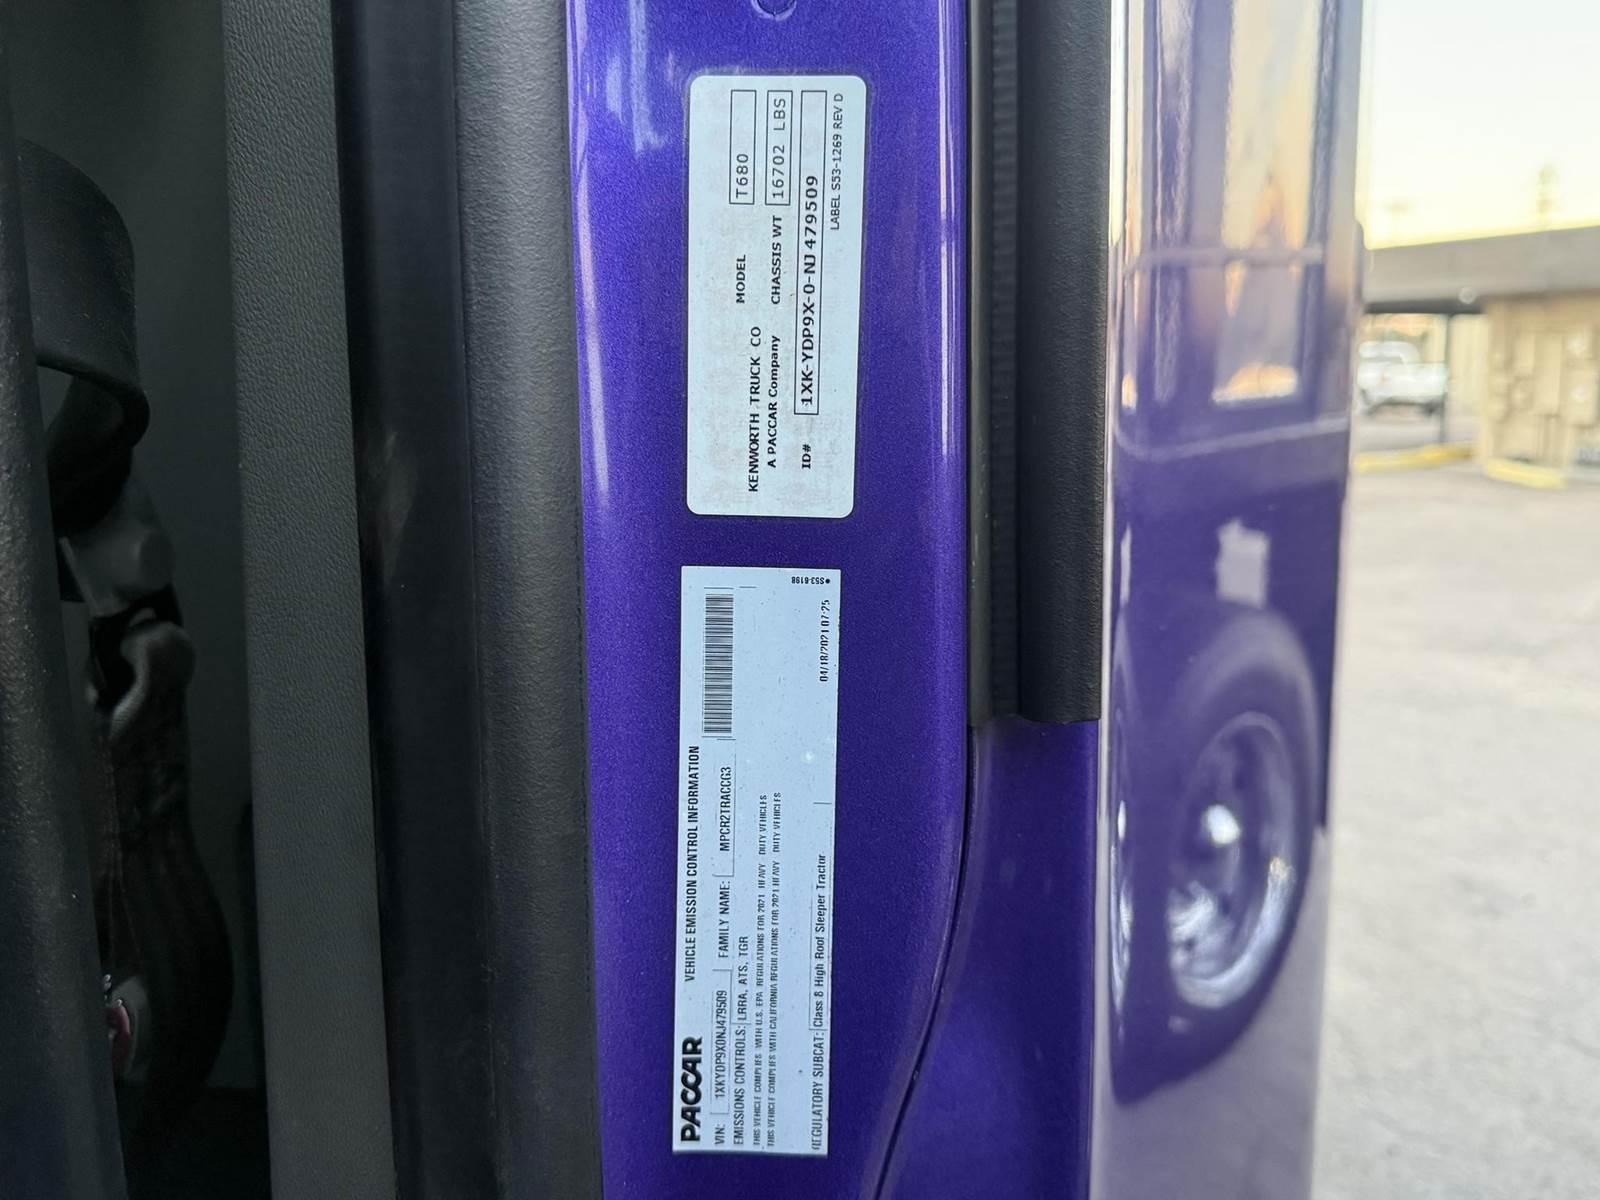 KENWORTH TRUCK CO MODEL T680
A PACCAR Company CHASSIS WT 16702 LBS
ID# 1XK-YDP9X-0-NJ 479509
LABEL S53-1269 REV D
PACCAR VEHICLE EMISSION CONTROL INFORMATION
VIN: 1XKYDP9X0NJ479509 FAMILY NAME: MPCR2TRACCG3
EMISSIONS CONTROLS: LRRA, ATS, TGR
THIS VEHICLE COMPLIES WITH U.S. EPA REGULATIONS FOR 2021 HEAVY DUTY VEHICLES
THIS VEHICLE COMPLIES WITH CALIFORNIA REGULATIONS FOR 2021 HEAVY DUTY VEHICLES
REGULATORY SUBCAT: Class 8 High Roof Sleeper Tractor 04/18/2021 07:25
S53-6198